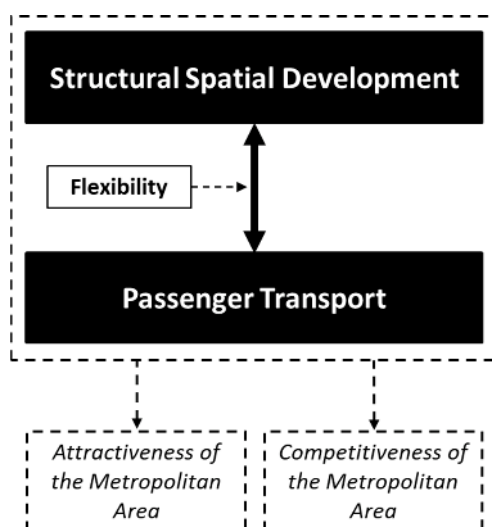 Structural Spatial Development
Flexibility
Passenger Transport
Attractiveness of
the Metropolitan
Area
Competitiveness of
the Metropolitan
Area